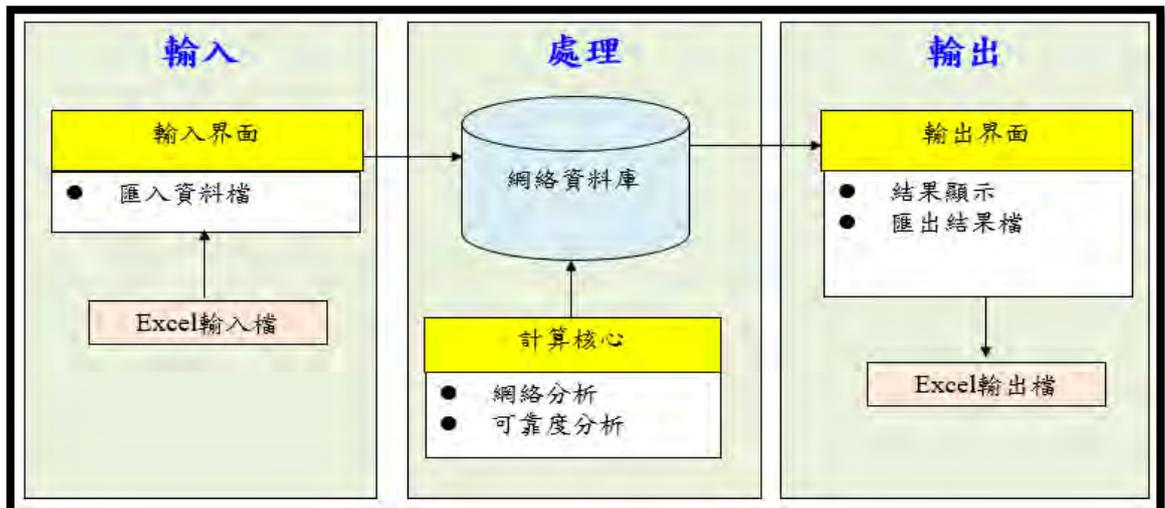 輸入
輸入界面
● 匯入資料檔
Excel輸入檔
處理
網絡資料庫
計算核心
● 網絡分析
● 可靠度分析
輸出
輸出界面
● 結果顯示
● 匯出結果檔
Excel輸出檔